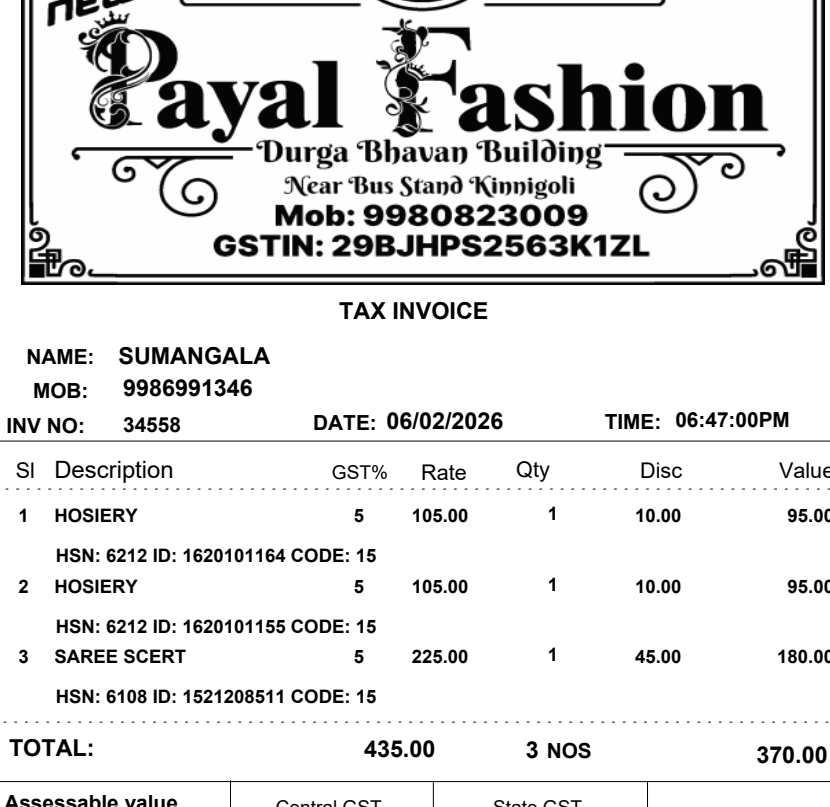 new
Payal Fashion
Durga Bhavan Building
Near Bus Stand Kinnigoli
Mob: 9980823009
GSTIN: 29BJHPS2563K1ZL
TAX INVOICE
NAME: SUMANGALA
MOB: 9986991346
INV NO: 34558 DATE: 06/02/2026 TIME: 06:47:00PM
Sl Description GST% Rate Qty Disc Value
1 HOSIERY 5 105.00 1 10.00 95.00
HSN: 6212 ID: 1620101164 CODE: 15
2 HOSIERY 5 105.00 1 10.00 95.00
HSN: 6212 ID: 1620101155 CODE: 15
3 SAREE SCERT 5 225.00 1 45.00 180.00
HSN: 6108 ID: 1521208511 CODE: 15
TOTAL: 435.00 3 NOS 370.00
Assessable value Central GST State GST